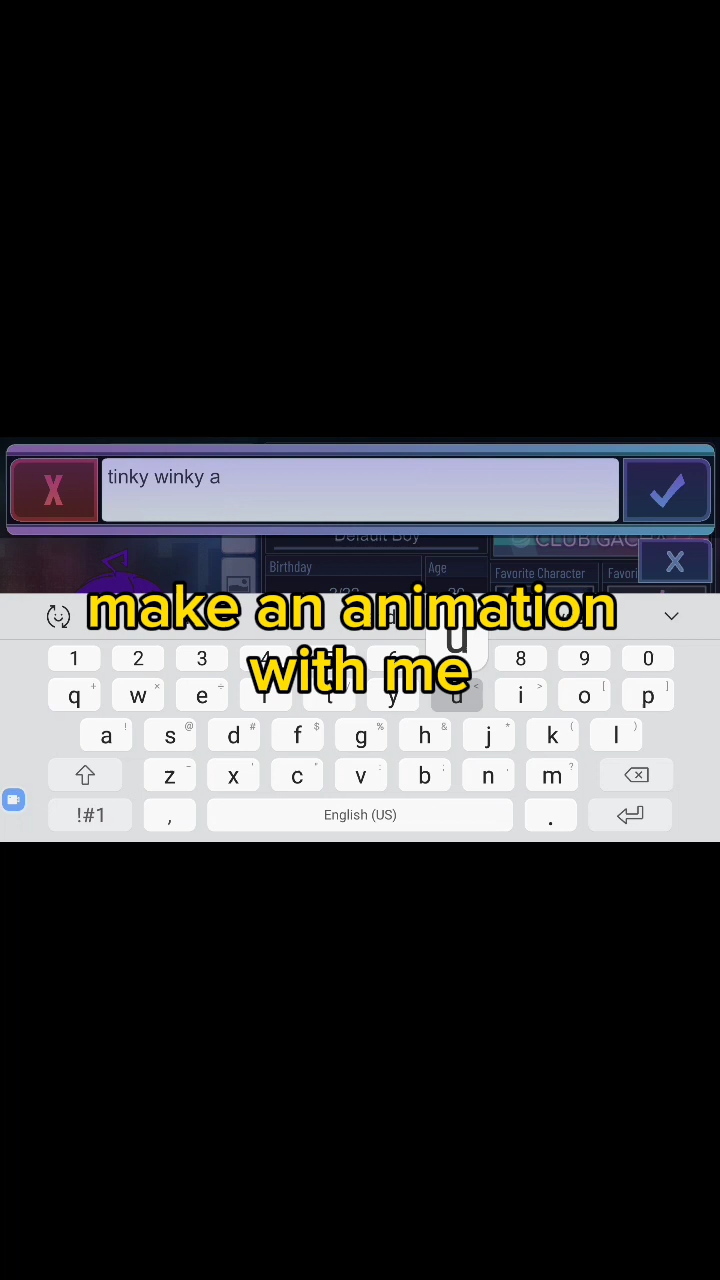 X
tinky winky a
Default Boy
CLUB GAC
X
Birthday
Age
Favorite Character
Favori
make an animation
with me
u
1 2 3 8 9 0
q w e y u i o p
a s d f g h j k l
z x c v b n m
!#1 , English (US) .